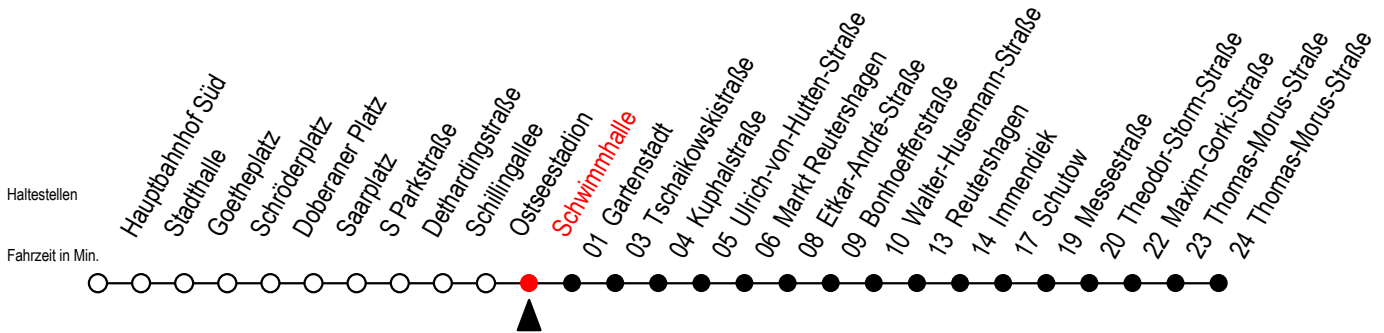 Haltestellen
Fahrzeit in Min.
Hauptbahnhof Süd
Stadthalle
Goetheplatz
Schröderplatz
Doberaner Platz
Saarplatz
S Parkstraße
Dethardingstraße
Schillingallee
Ostseestadion
Schwimmhalle
01 Gartenstadt
03 Tschaikowskistraße
04 Kuphalstraße
05 Ulrich-von-Hutten-Straße
06 Markt Reutershagen
08 Etkar-André-Straße
09 Bonhoefferstraße
10 Walter-Husemann-Straße
13 Reutershagen
14 Immendiek
17 Schutow
19 Messestraße
20 Theodor-Storm-Straße
22 Maxim-Gorki-Straße
23 Thomas-Morus-Straße
24 Thomas-Morus-Straße